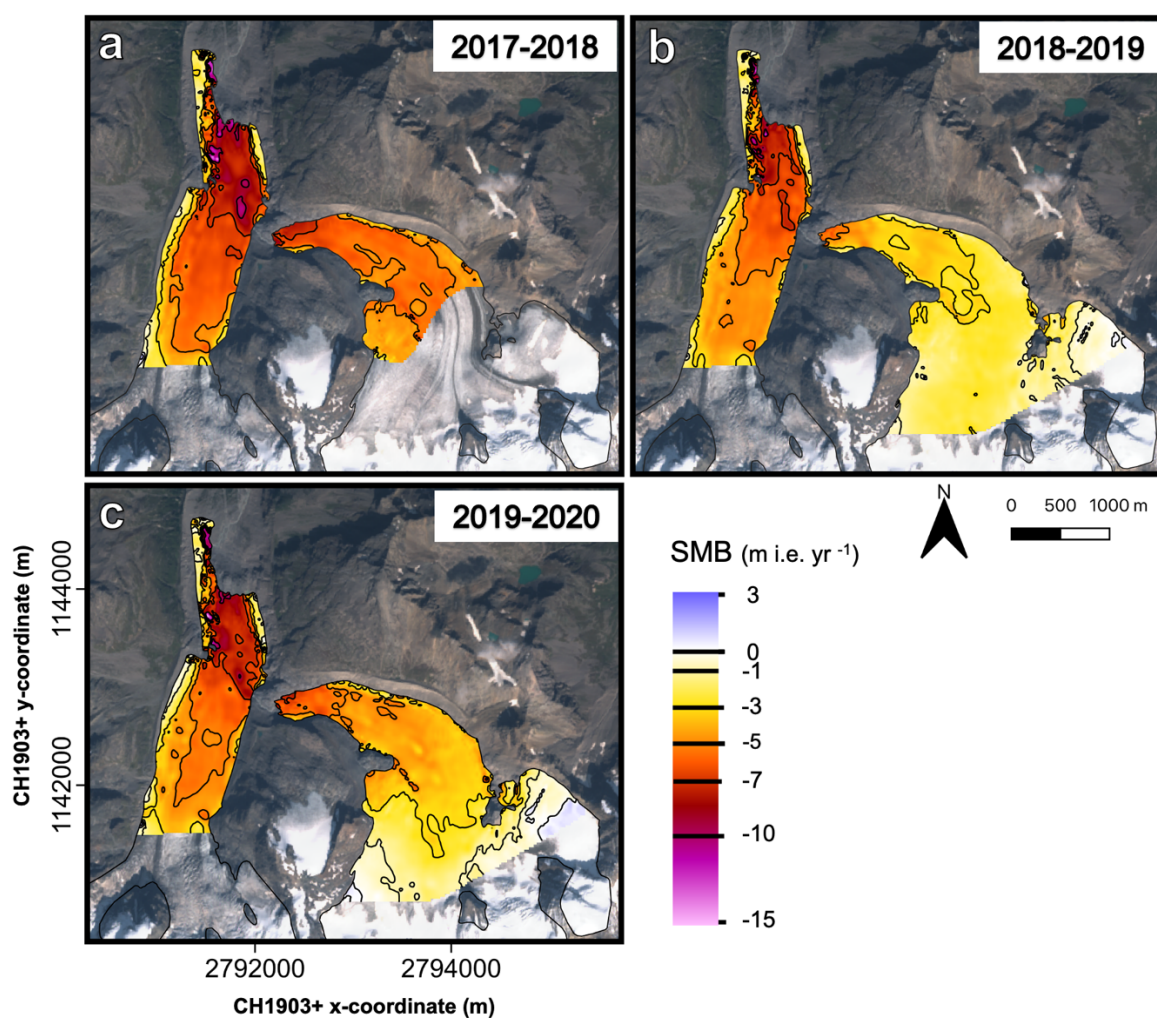 a
2017-2018
b
2018-2019
c
2019-2020
N
0 500 1000 m
SMB (m i.e. yr -1)
3
0
-1
-3
-5
-7
-10
-15
1144000
1142000
CH1903+ y-coordinate (m)
2792000 2794000
CH1903+ x-coordinate (m)